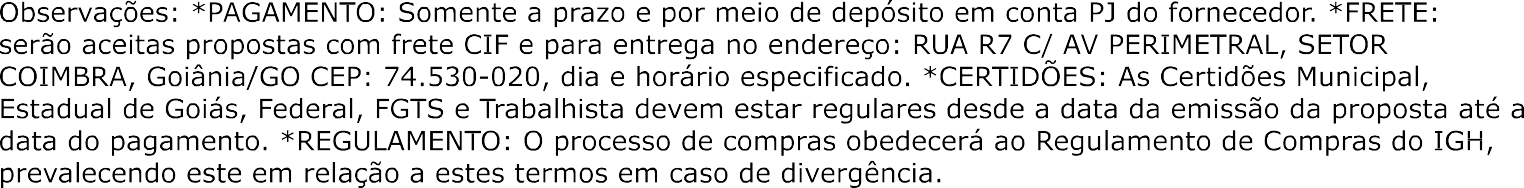 Observações: *PAGAMENTO: Somente a prazo e por meio de depósito em conta PJ do fornecedor. *FRETE:
serão aceitas propostas com frete CIF e para entrega no endereço: RUA R7 C/ AV PERIMETRAL, SETOR
COIMBRA, Goiânia/GO CEP: 74.530-020, dia e horário especificado. *CERTIDÕES: As Certidões Municipal,
Estadual de Goiás, Federal, FGTS e Trabalhista devem estar regulares desde a data da emissão da proposta até a
data do pagamento. *REGULAMENTO: O processo de compras obedecerá ao Regulamento de Compras do IGH,
prevalecendo este em relação a estes termos em caso de divergência.